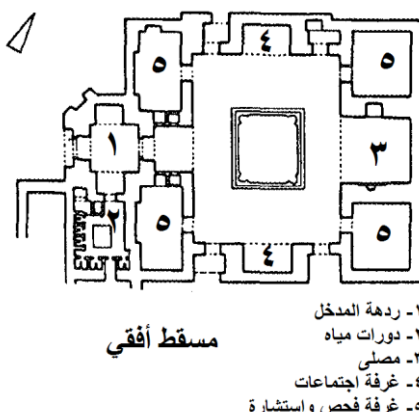 ٤
٥
٥
١
٣
٢
٥
٥
٤
مسقط أفقي
١- ردهة المدخل
٢- دورات مياه
٣- مصلى
٤- غرفة اجتماعات
٥- غرفة فحص واستشارة